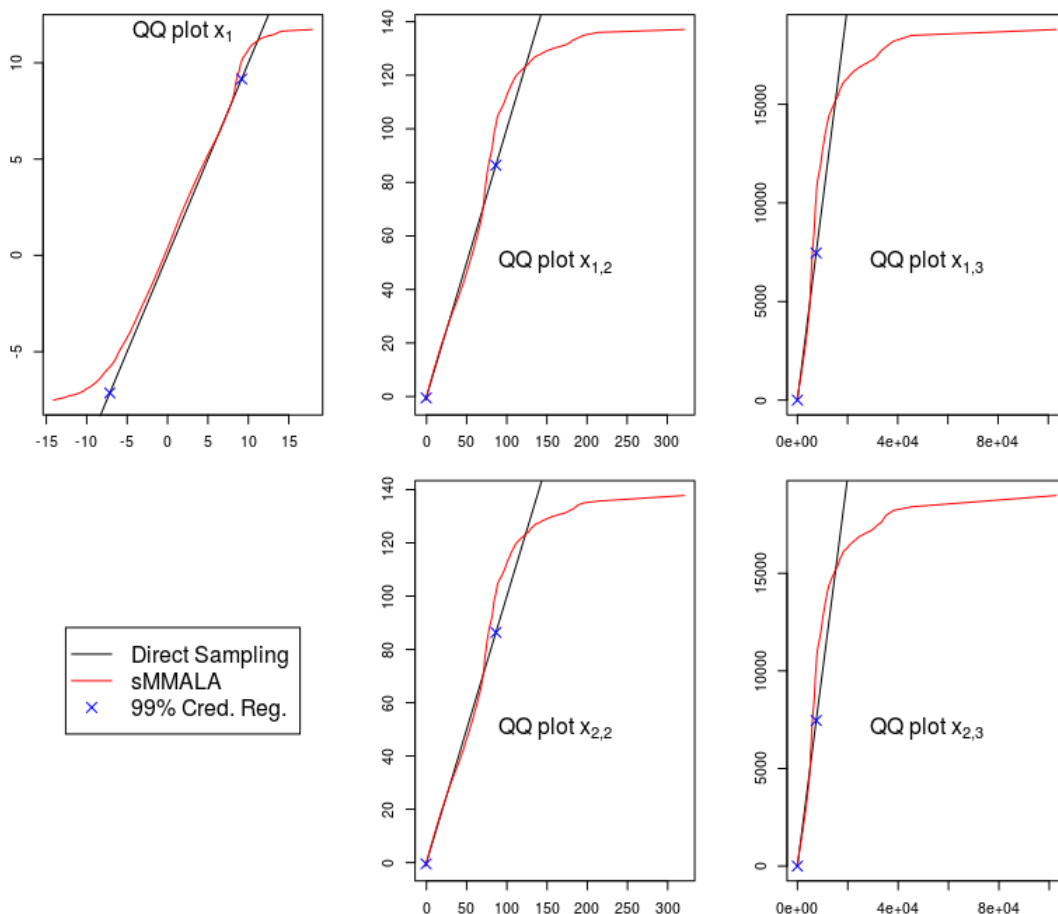 QQ plot x1
10
5
0
-5
-15 -10 -5 0 5 10 15
QQ plot x1,2
140
120
100
80
60
40
20
0
0 50 100 150 200 250 300
QQ plot x1,3
15000
10000
5000
0
0e+00 4e+04 8e+04
Direct Sampling
sMMALA
99% Cred. Reg.
QQ plot x2,2
140
120
100
80
60
40
20
0
0 50 100 150 200 250 300
QQ plot x2,3
15000
10000
5000
0
0e+00 4e+04 8e+04